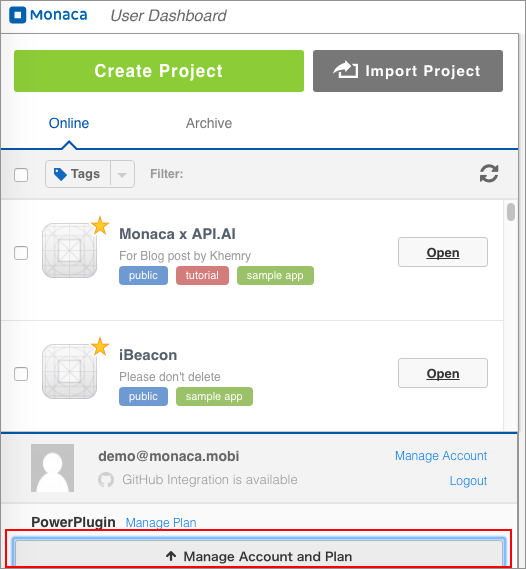 Monaca User Dashboard
Create Project Import Project
Online Archive
Tags Filter:
Monaca x API.AI
For Blog post by Khemry
Open
public tutorial sample app
iBeacon
Please don't delete
Open
public sample app
demo@monaca.mobi Manage Account
GitHub Integration is available Logout
PowerPlugin Manage Plan
Manage Account and Plan